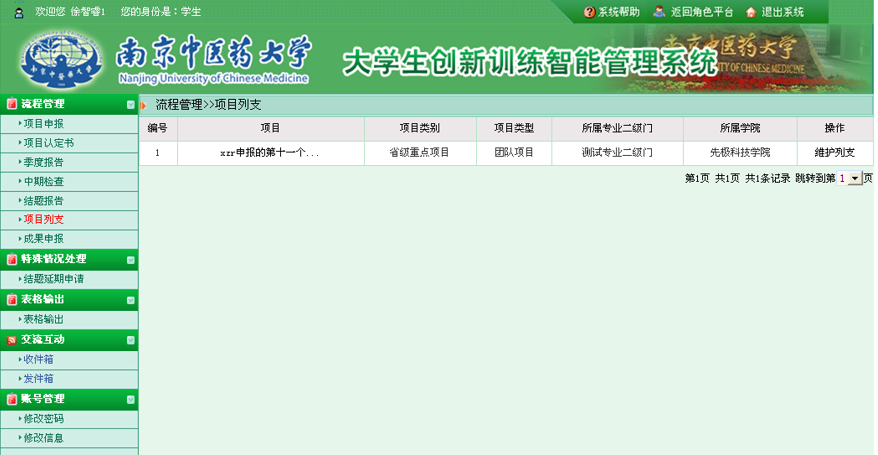 欢迎您 徐智睿1 您的身份是：学生
系统帮助 返回角色平台 退出系统
南京中医药大学
Nanjing University of Chinese Medicine
大学生创新训练智能管理系统
流程管理
项目申报
项目认定书
季度报告
中期检查
结题报告
项目列支
成果申报
特殊情况处理
结题延期申请
表格输出
表格输出
交流互动
收件箱
发件箱
账号管理
修改密码
修改信息
流程管理>>项目列支
编号 项目 项目类别 项目类型 所属专业二级门 所属学院 操作
1 xzr申报的第十一个... 省级重点项目 团队项目 测试专业二级门 先极科技学院 维护列支
第1页 共1页 共1条记录 跳转到第 1 页